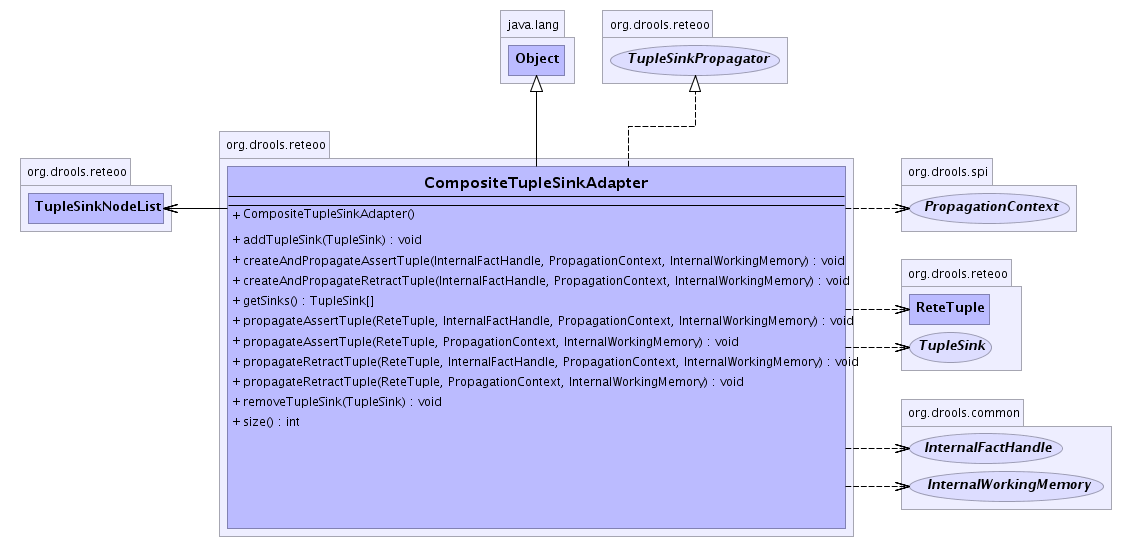 java.lang
Object
org.drools.reteoo
TupleSinkPropagator
org.drools.reteoo
TupleSinkNodeList
org.drools.reteoo
CompositeTupleSinkAdapter
+ CompositeTupleSinkAdapter()
+ addTupleSink(TupleSink) : void
+ createAndPropagateAssertTuple(InternalFactHandle, PropagationContext, InternalWorkingMemory) : void
+ createAndPropagateRetractTuple(InternalFactHandle, PropagationContext, InternalWorkingMemory) : void
+ getSinks() : TupleSink[]
+ propagateAssertTuple(ReteTuple, InternalFactHandle, PropagationContext, InternalWorkingMemory) : void
+ propagateAssertTuple(ReteTuple, PropagationContext, InternalWorkingMemory) : void
+ propagateRetractTuple(ReteTuple, InternalFactHandle, PropagationContext, InternalWorkingMemory) : void
+ propagateRetractTuple(ReteTuple, PropagationContext, InternalWorkingMemory) : void
+ removeTupleSink(TupleSink) : void
+ size() : int
org.drools.spi
PropagationContext
org.drools.reteoo
ReteTuple
TupleSink
org.drools.common
InternalFactHandle
InternalWorkingMemory